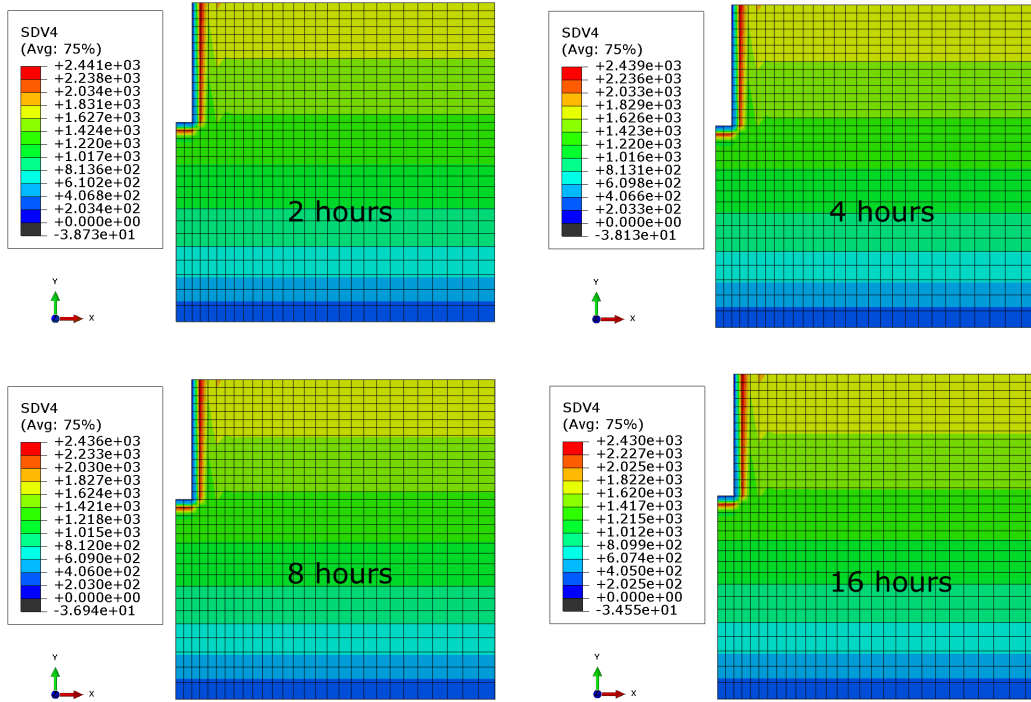 SDV4
(Avg: 75%)
+2.441e+03
+2.238e+03
+2.034e+03
+1.831e+03
+1.627e+03
+1.424e+03
+1.220e+03
+1.017e+03
+8.136e+02
+6.102e+02
+4.068e+02
+2.034e+02
+0.000e+00
-3.873e+01
2 hours
Y
X
SDV4
(Avg: 75%)
+2.439e+03
+2.236e+03
+2.033e+03
+1.829e+03
+1.626e+03
+1.423e+03
+1.220e+03
+1.016e+03
+8.131e+02
+6.098e+02
+4.066e+02
+2.033e+02
+0.000e+00
-3.813e+01
4 hours
Y
X
SDV4
(Avg: 75%)
+2.436e+03
+2.233e+03
+2.030e+03
+1.827e+03
+1.624e+03
+1.421e+03
+1.218e+03
+1.015e+03
+8.120e+02
+6.090e+02
+4.060e+02
+2.030e+02
+0.000e+00
-3.694e+01
8 hours
Y
X
SDV4
(Avg: 75%)
+2.430e+03
+2.227e+03
+2.025e+03
+1.822e+03
+1.620e+03
+1.417e+03
+1.215e+03
+1.012e+03
+8.099e+02
+6.074e+02
+4.050e+02
+2.025e+02
+0.000e+00
-3.455e+01
16 hours
Y
X